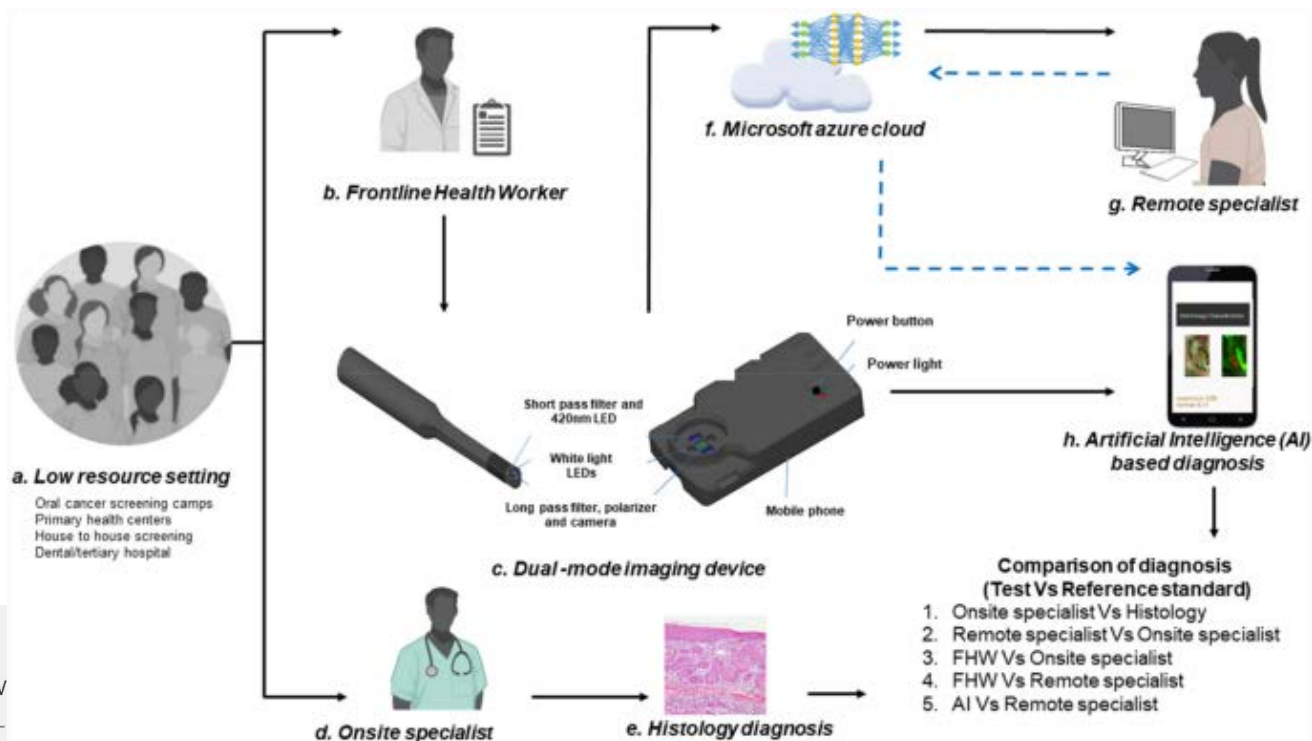 b. Frontline Health Worker
f. Microsoft azure cloud
g. Remote specialist
a. Low resource setting
Oral cancer screening camps
Primary health centers
House to house screening
Dental/tertiary hospital
Short pass filter and
420nm LED
White light
LEDs
Long pass filter, polarizer
and camera
Power button
Power light
Mobile phone
c. Dual -mode imaging device
h. Artificial Intelligence (AI)
based diagnosis
d. Onsite specialist
e. Histology diagnosis
Comparison of diagnosis
(Test Vs Reference standard)
1. Onsite specialist Vs Histology
2. Remote specialist Vs Onsite specialist
3. FHW Vs Onsite specialist
4. FHW Vs Remote specialist
5. AI Vs Remote specialist